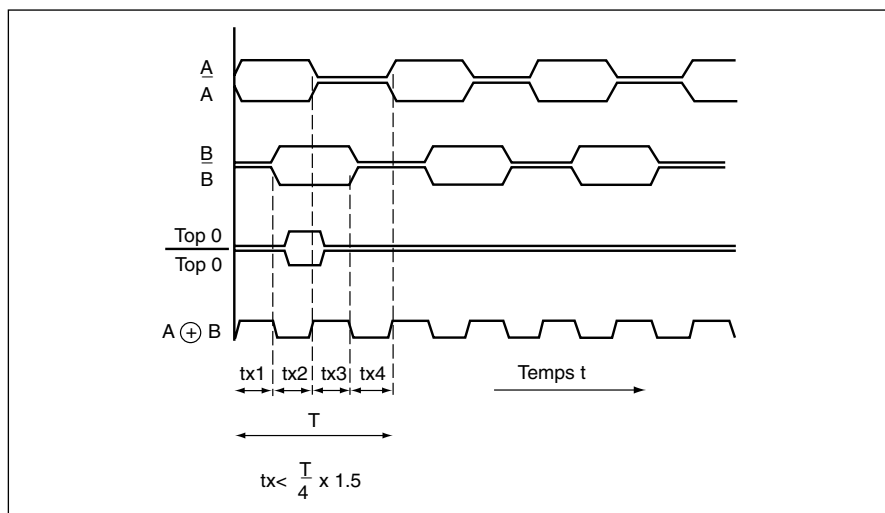 A
A
B
B
Top 0
Top 0
A + B
tx1 tx2 tx3 tx4
Temps t
T
tx< T/4 x 1.5